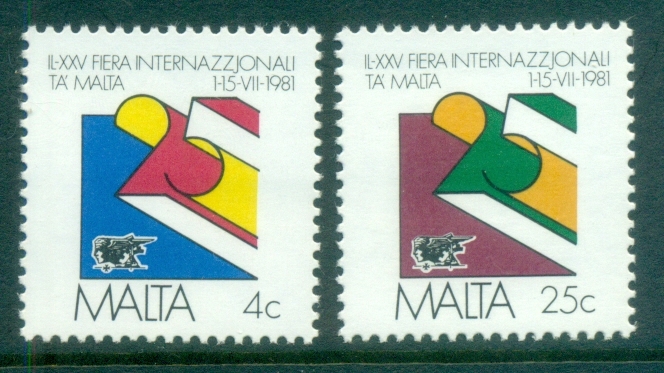 IL-XXV FIERA INTERNAZZJONALI
TA' MALTA 1-15-VII-1981
MALTA 4c
IL-XXV FIERA INTERNAZZJONALI
TA' MALTA 1-15-VII-1981
MALTA 25c